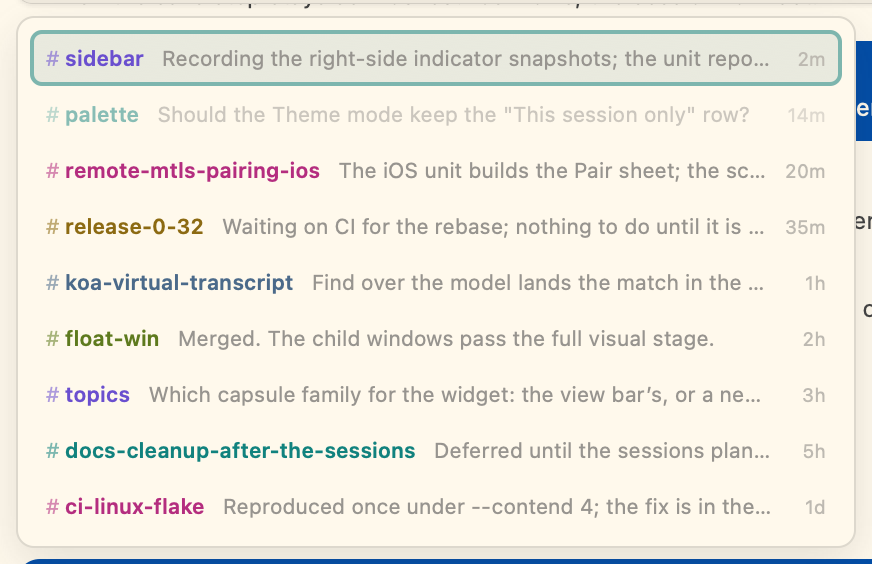 # sidebar Recording the right-side indicator snapshots; the unit repo... 2m
# palette Should the Theme mode keep the "This session only" row? 14m
# remote-mtls-pairing-ios The iOS unit builds the Pair sheet; the sc... 20m
# release-0-32 Waiting on CI for the rebase; nothing to do until it is ... 35m
# koa-virtual-transcript Find over the model lands the match in the ... 1h
# float-win Merged. The child windows pass the full visual stage. 2h
# topics Which capsule family for the widget: the view bar’s, or a ne... 3h
# docs-cleanup-after-the-sessions Deferred until the sessions plan... 5h
# ci-linux-flake Reproduced once under --contend 4; the fix is in the... 1d